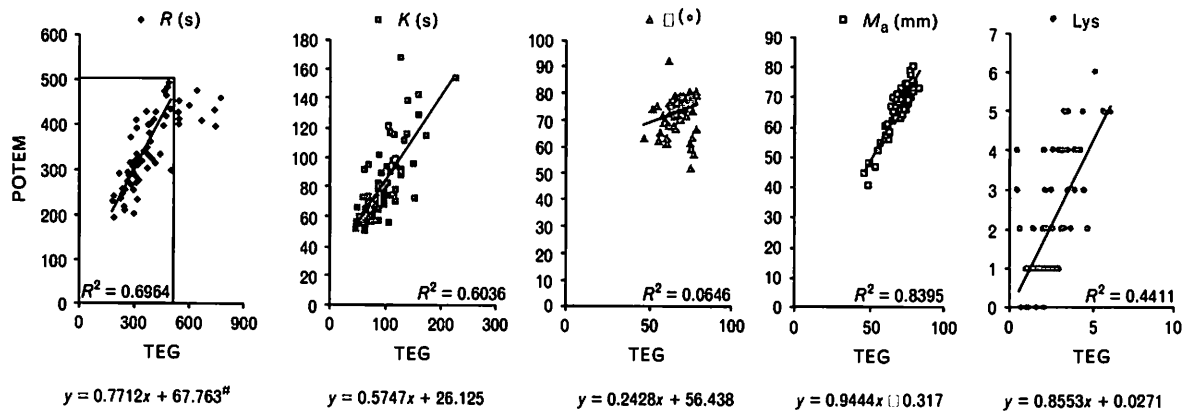 R (s)
K (s)
▯ (°)
Ma (mm)
Lys
POTEM
600
500
400
300
200
100
0
R² = 0.6964
0 300 600 900
TEG
y = 0.7712x + 67.763#
180
160
140
120
100
80
60
40
20
0
R² = 0.6036
0 100 200 300
TEG
y = 0.5747x + 26.125
100
90
80
70
60
50
40
30
20
10
0
R² = 0.0646
0 50 100
TEG
y = 0.2428x + 56.438
90
80
70
60
50
40
30
20
10
0
R² = 0.8395
0 50 100
TEG
y = 0.9444x ▯ 0.317
7
6
5
4
3
2
1
0
R² = 0.4411
0 5 10
TEG
y = 0.8553x + 0.0271